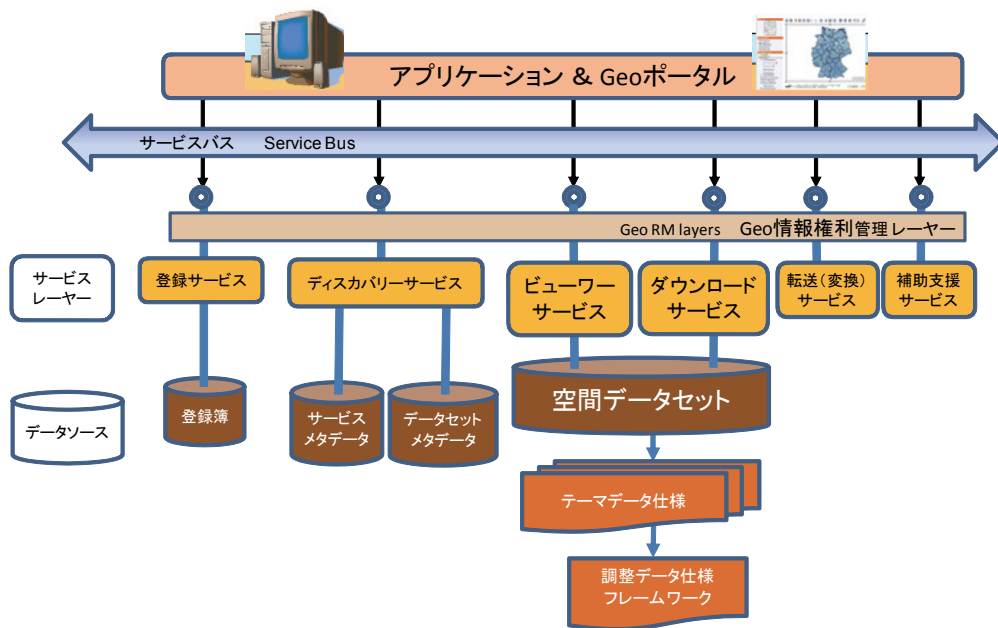 アプリケーション & Geoポータル
サービスバス Service Bus
Geo RM layers Geo情報権利管理レーヤー
サービス
レーヤー
登録サービス
ディスカバリーサービス
ビューワー
サービス
ダウンロード
サービス
転送(変換)
サービス
補助支援
サービス
データソース
登録簿
サービス
メタデータ
データセット
メタデータ
空間データセット
テーマデータ仕様
調整データ仕様
フレームワーク